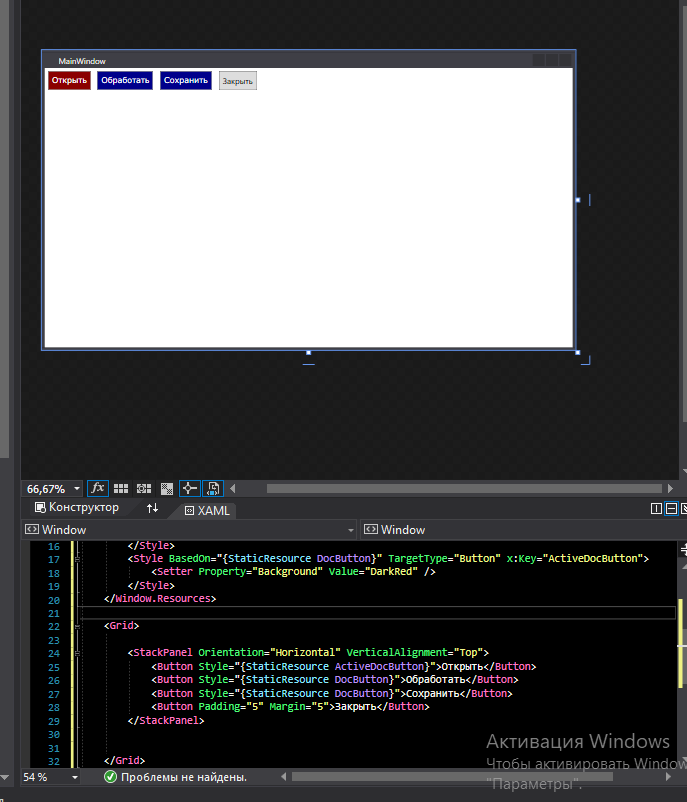 MainWindow
Открыть Обработать Сохранить Закрыть
66,67% fx
Конструктор XAML
Window Window
16 </Style>
17 <Style BasedOn="{StaticResource DocButton}" TargetType="Button" x:Key="ActiveDocButton">
18 <Setter Property="Background" Value="DarkRed" />
19 </Style>
20 </Window.Resources>
21
22 <Grid>
23
24 <StackPanel Orientation="Horizontal" VerticalAlignment="Top">
25 <Button Style="{StaticResource ActiveDocButton}">Открыть</Button>
26 <Button Style="{StaticResource DocButton}">Обработать</Button>
27 <Button Style="{StaticResource DocButton}">Сохранить</Button>
28 <Button Padding="5" Margin="5">Закрыть</Button>
29 </StackPanel>
30
31
32 </Grid>
Активация Windows
Чтобы активировать Window
"Параметры".
54 % Проблемы не найдены.